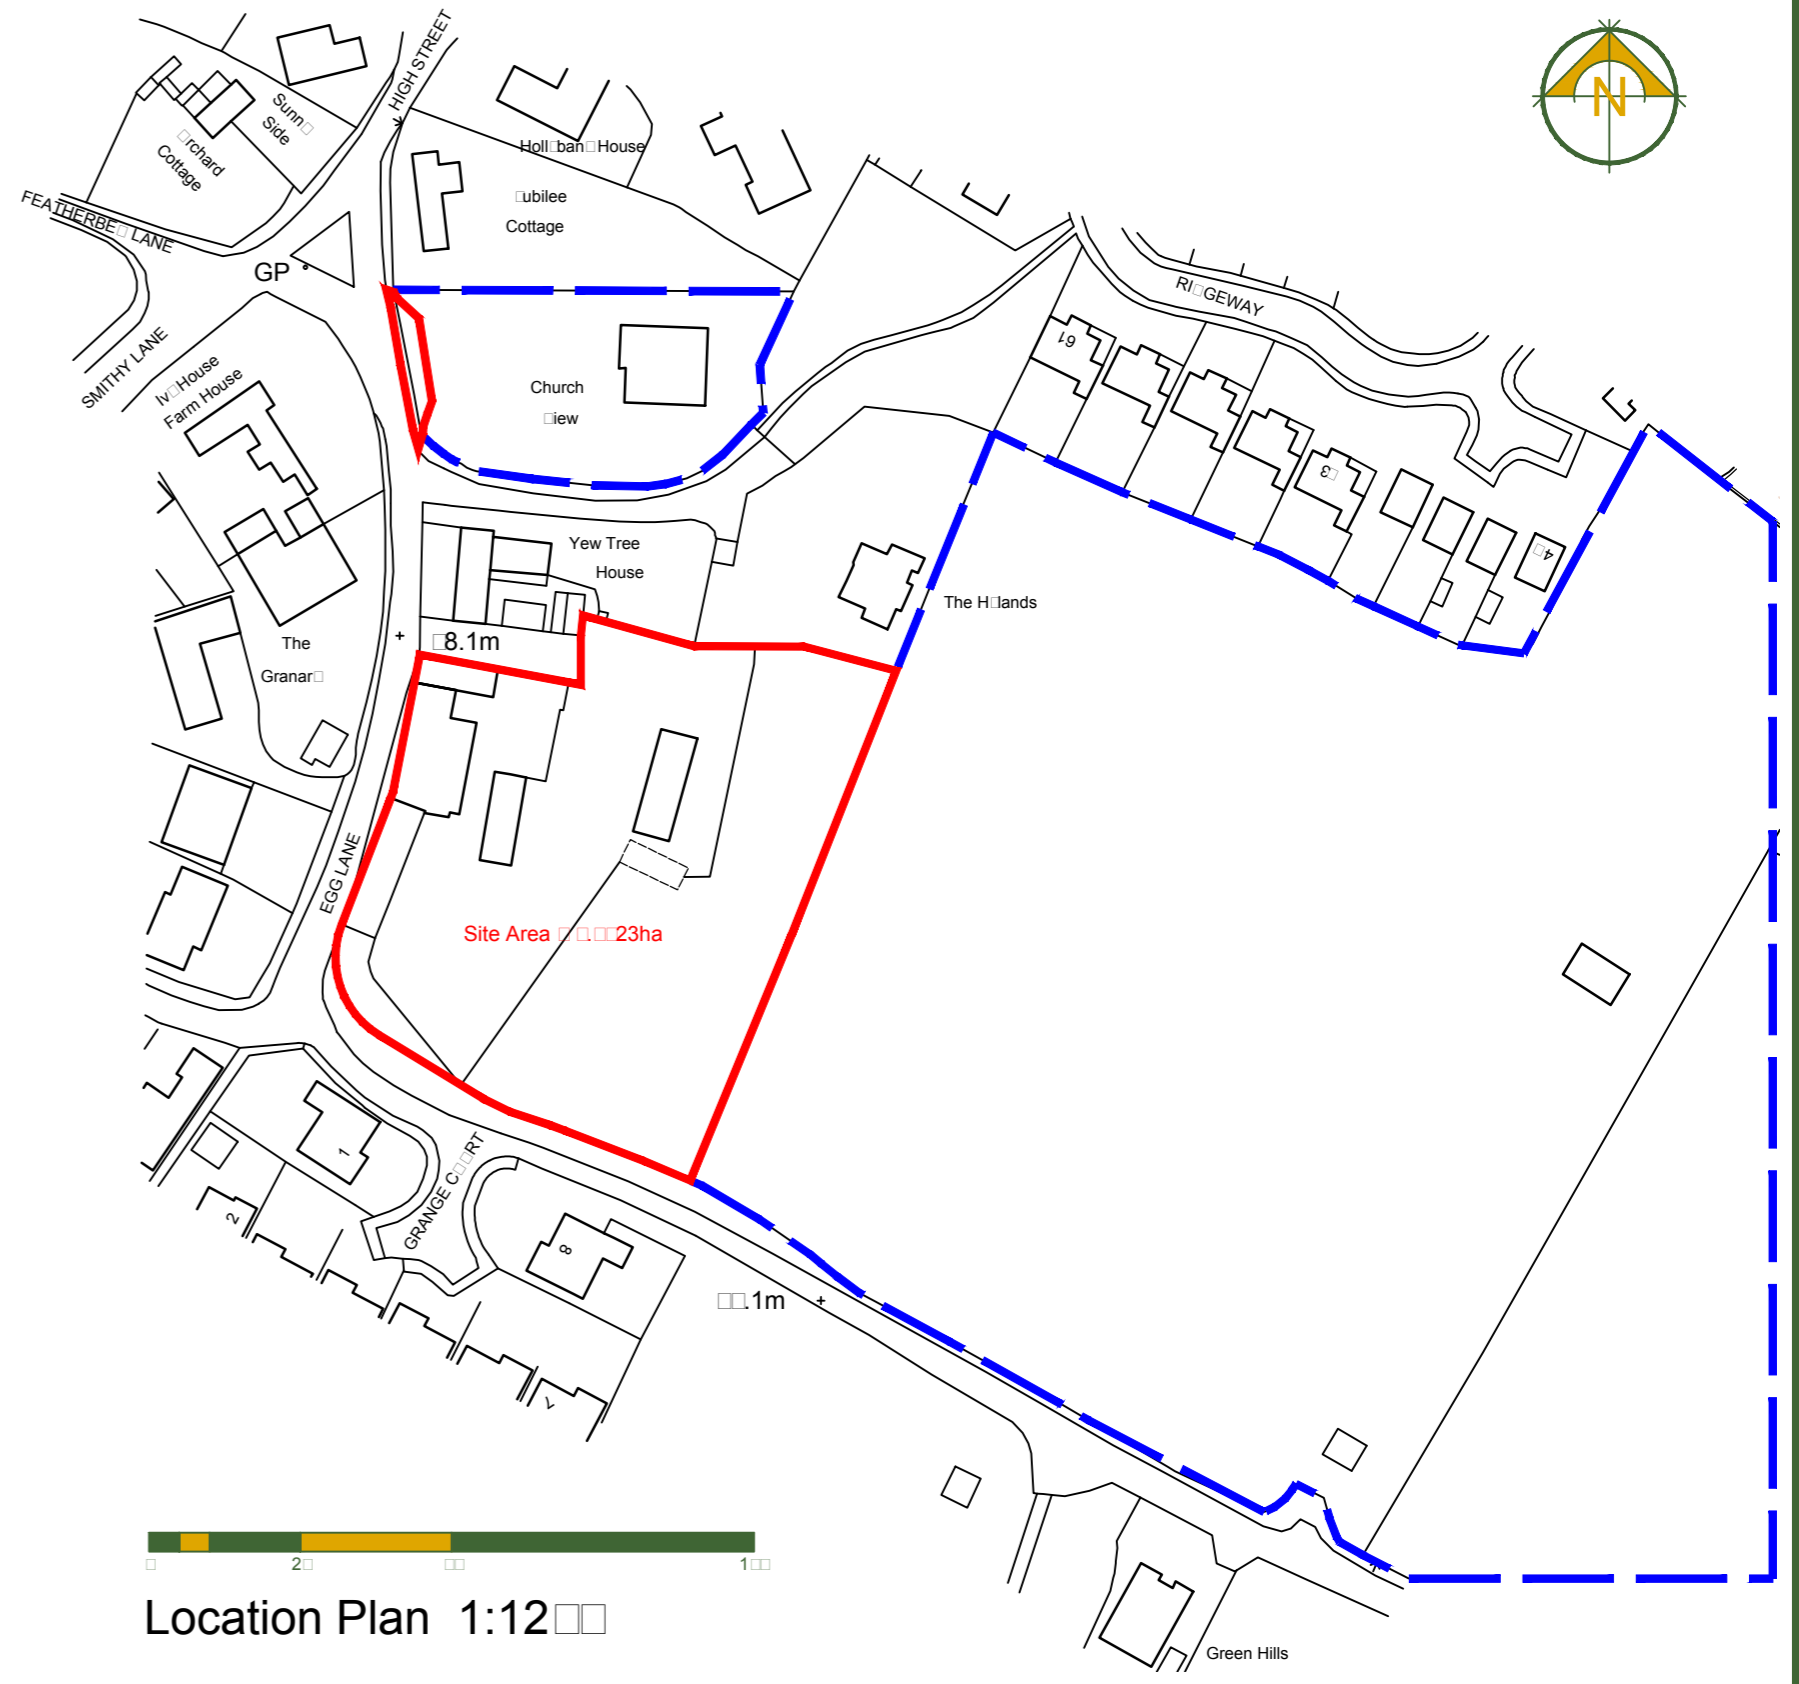 HIGH STREET
N
Sunn□
Side
□rchard
Cottage
Holl□ban□ House
□ubilee
Cottage
FEATHERBE□ LANE
GP
RI□GEWAY
SMITHY LANE
Iv□ House
Farm House
Church
□iew
61
□3
4□
Yew Tree
House
The H□lands
□8.1m
The
Granar□
EGG LANE
Site Area □ □.□□23ha
1
GRANGE C□□RT
2
8
7
□□.1m
□ 2□ □□ 1□□
Location Plan 1:12□□
Green Hills